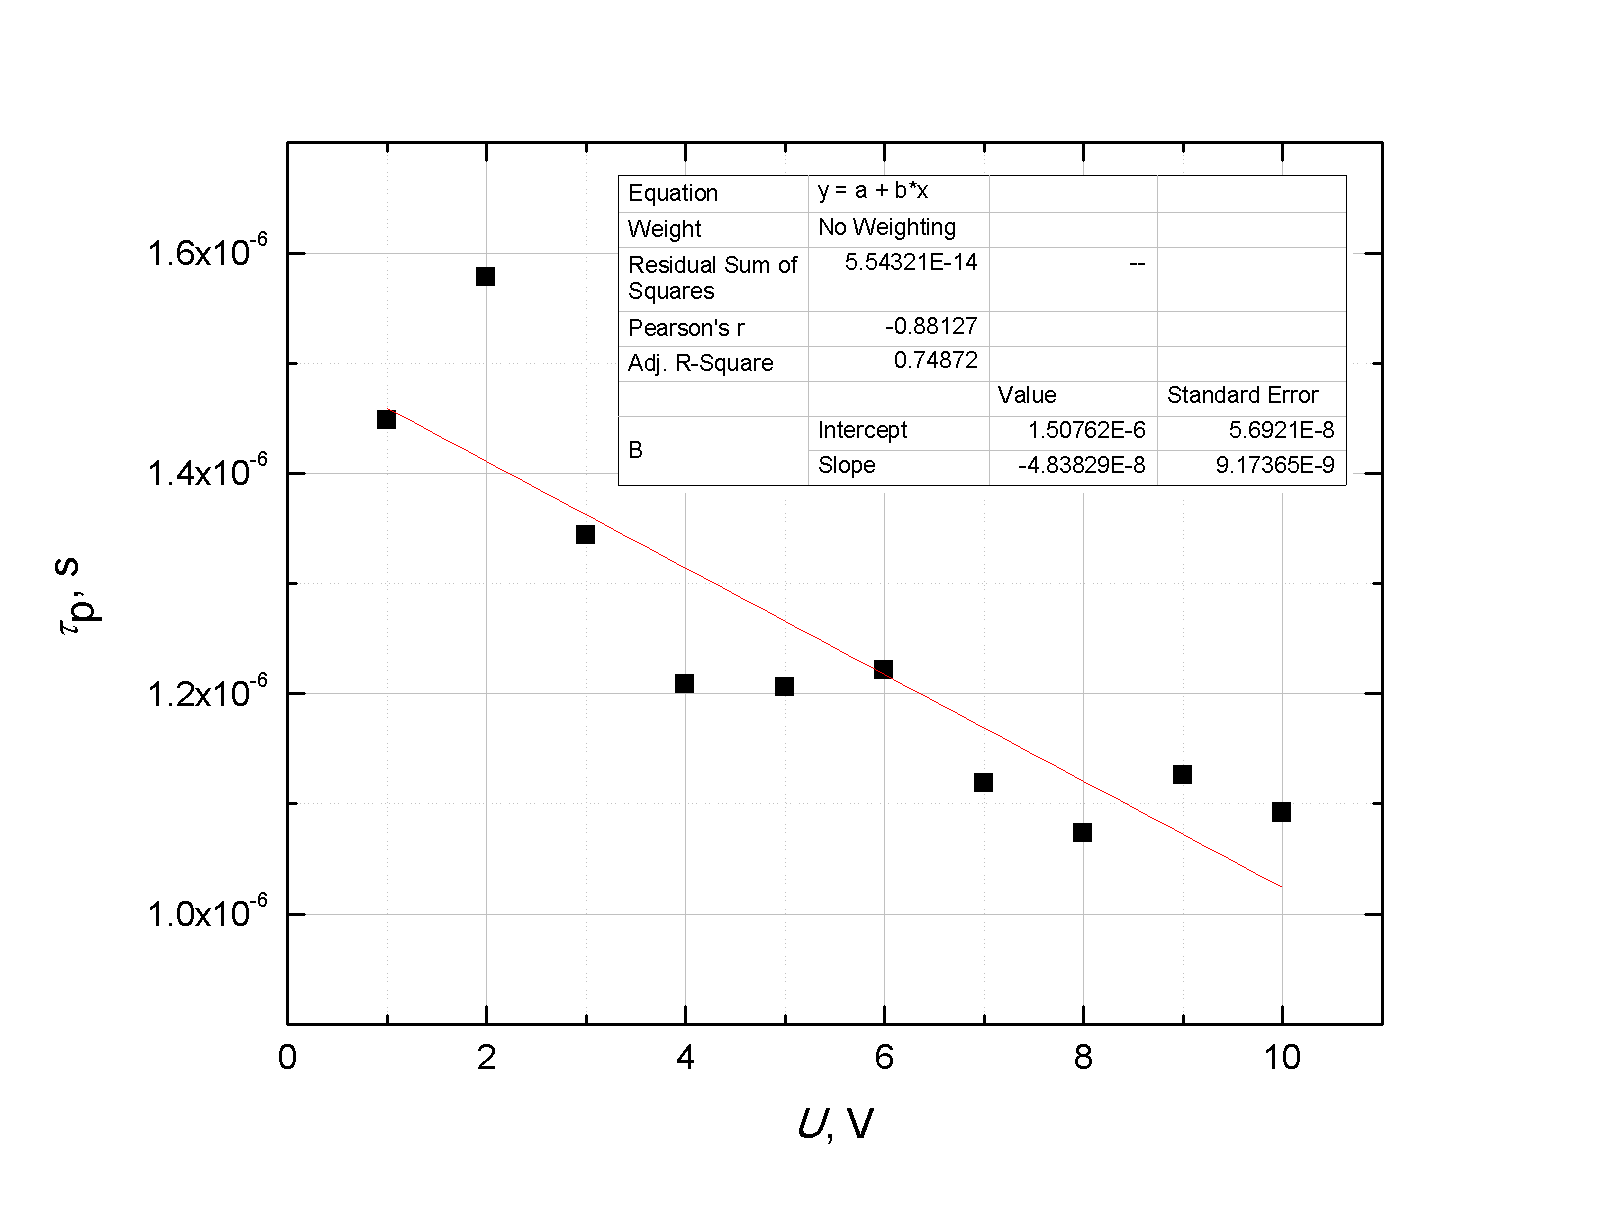 Equation y = a + b*x
Weight No Weighting
Residual Sum of Squares 5.54321E-14 --
Pearson's r -0.88127
Adj. R-Square 0.74872
Value Standard Error
B Intercept 1.50762E-6 5.6921E-8
Slope -4.83829E-8 9.17365E-9
1.6x10⁻⁶
1.4x10⁻⁶
1.2x10⁻⁶
1.0x10⁻⁶
τp, s
0 2 4 6 8 10
U, V